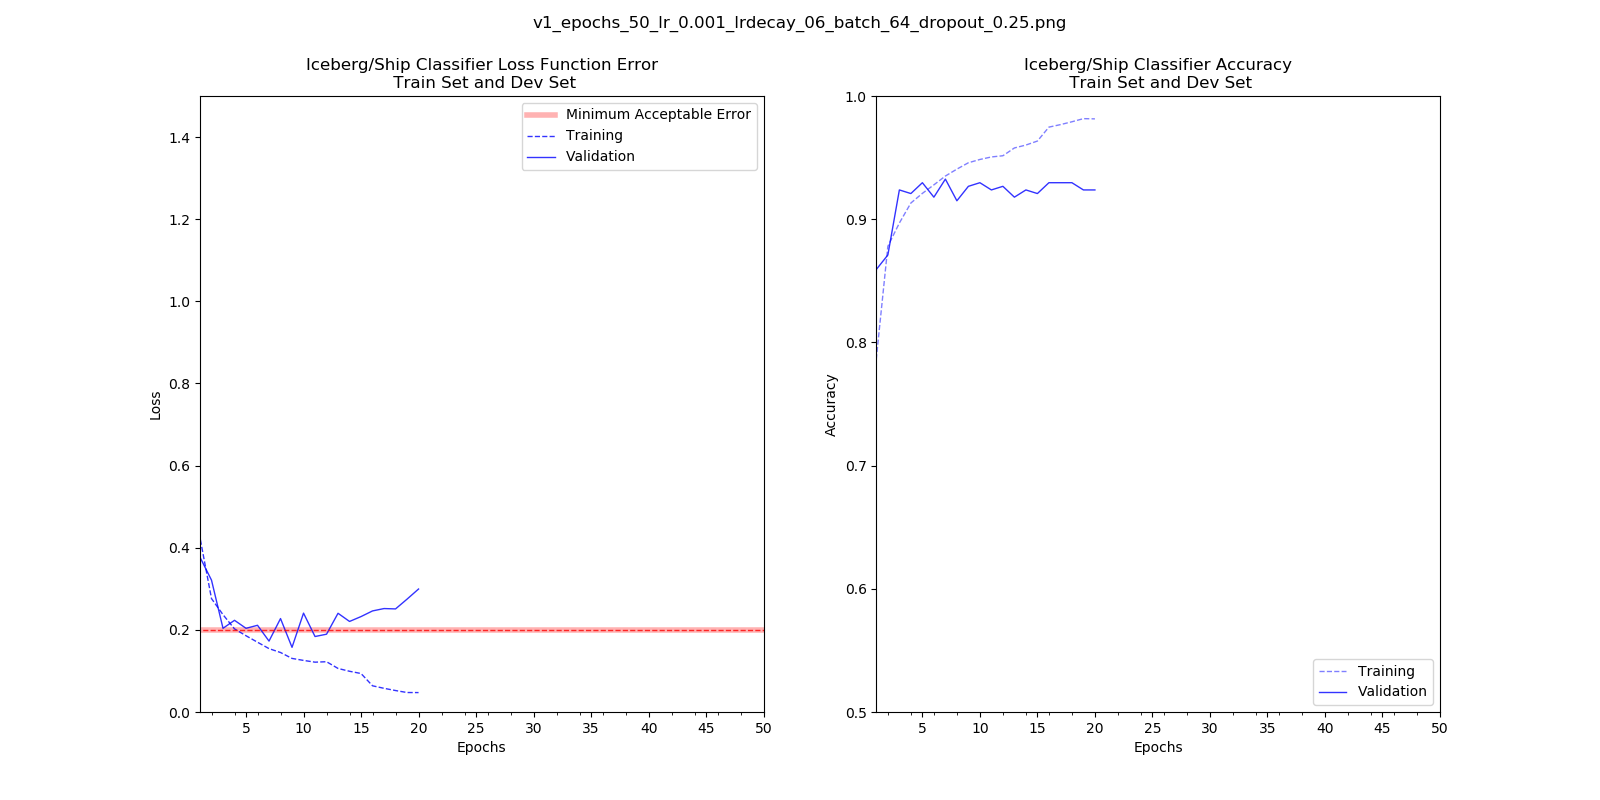 v1_epochs_50_lr_0.001_lrdecay_06_batch_64_dropout_0.25.png
Iceberg/Ship Classifier Loss Function Error
Train Set and Dev Set
Minimum Acceptable Error
Training
Validation
1.4
1.2
1.0
0.8
0.6
0.4
0.2
0.0
Loss
5 10 15 20 25 30 35 40 45 50
Epochs
Iceberg/Ship Classifier Accuracy
Train Set and Dev Set
1.0
0.9
0.8
0.7
0.6
0.5
Accuracy
Training
Validation
5 10 15 20 25 30 35 40 45 50
Epochs